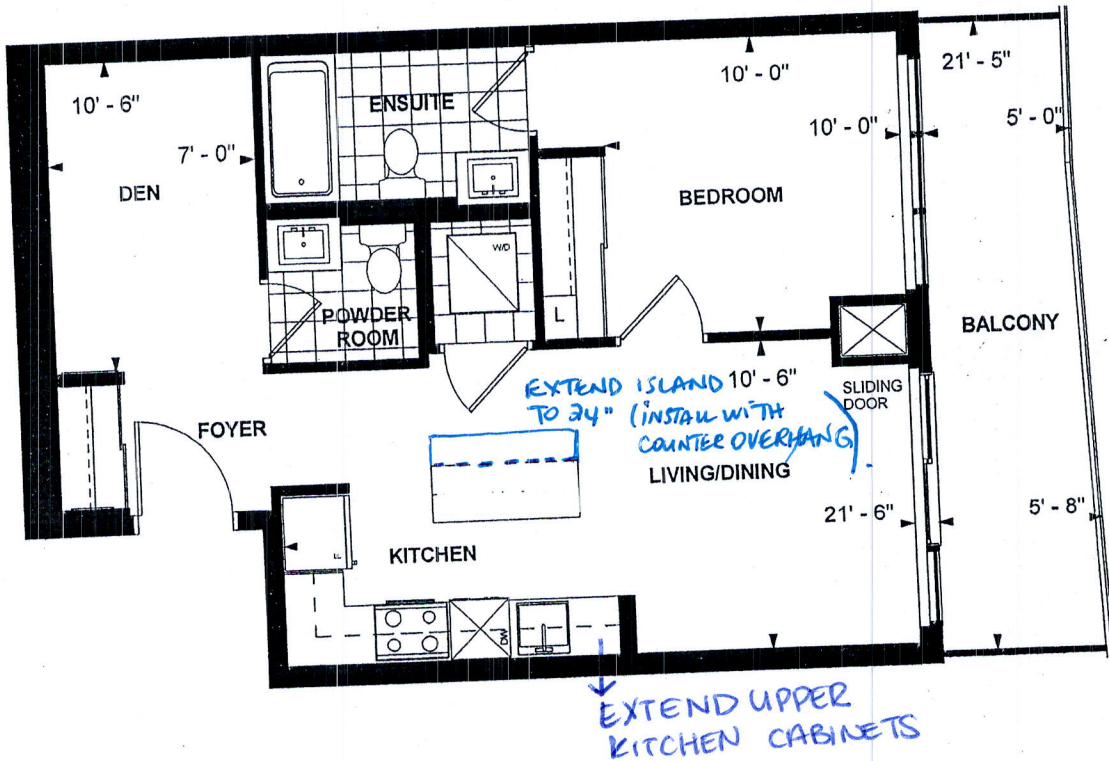 10' - 6"
7' - 0"
DEN
ENSUITE
10' - 0"
10' - 0"
BEDROOM
21' - 5"
5' - 0"
W/D
POWDER
ROOM
L
BALCONY
FOYER
EXTEND ISLAND
TO 24" (INSTALL WITH
COUNTER OVERHANG)
10' - 6"
SLIDING
DOOR
LIVING/DINING
21' - 6"
5' - 8"
KITCHEN
DW
EXTEND UPPER
KITCHEN CABINETS